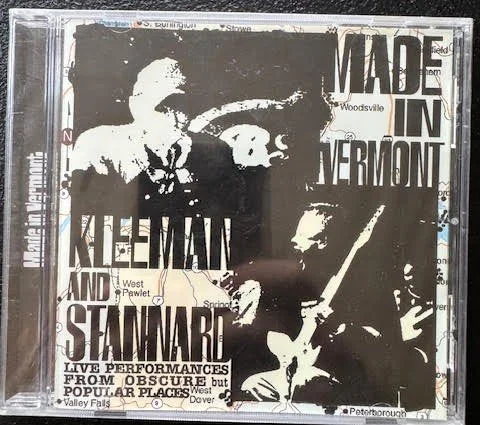 S. Burlington
Stowe
MADE
IN
VERMONT
Woodsville
Made in Vermont
KLEEMAN
AND
STANNARD
West
Pawlet
LIVE PERFORMANCES
FROM OBSCURE but
POPULAR PLACES
West
Dover
Valley Falls
Peterborough